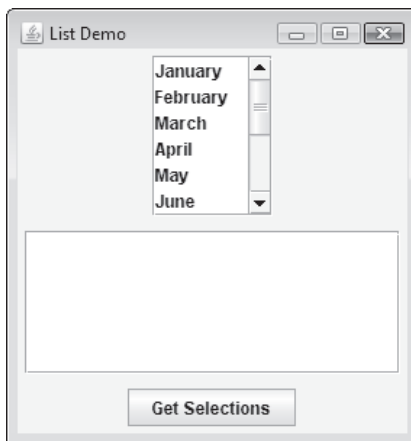 List Demo
January
February
March
April
May
June
Get Selections